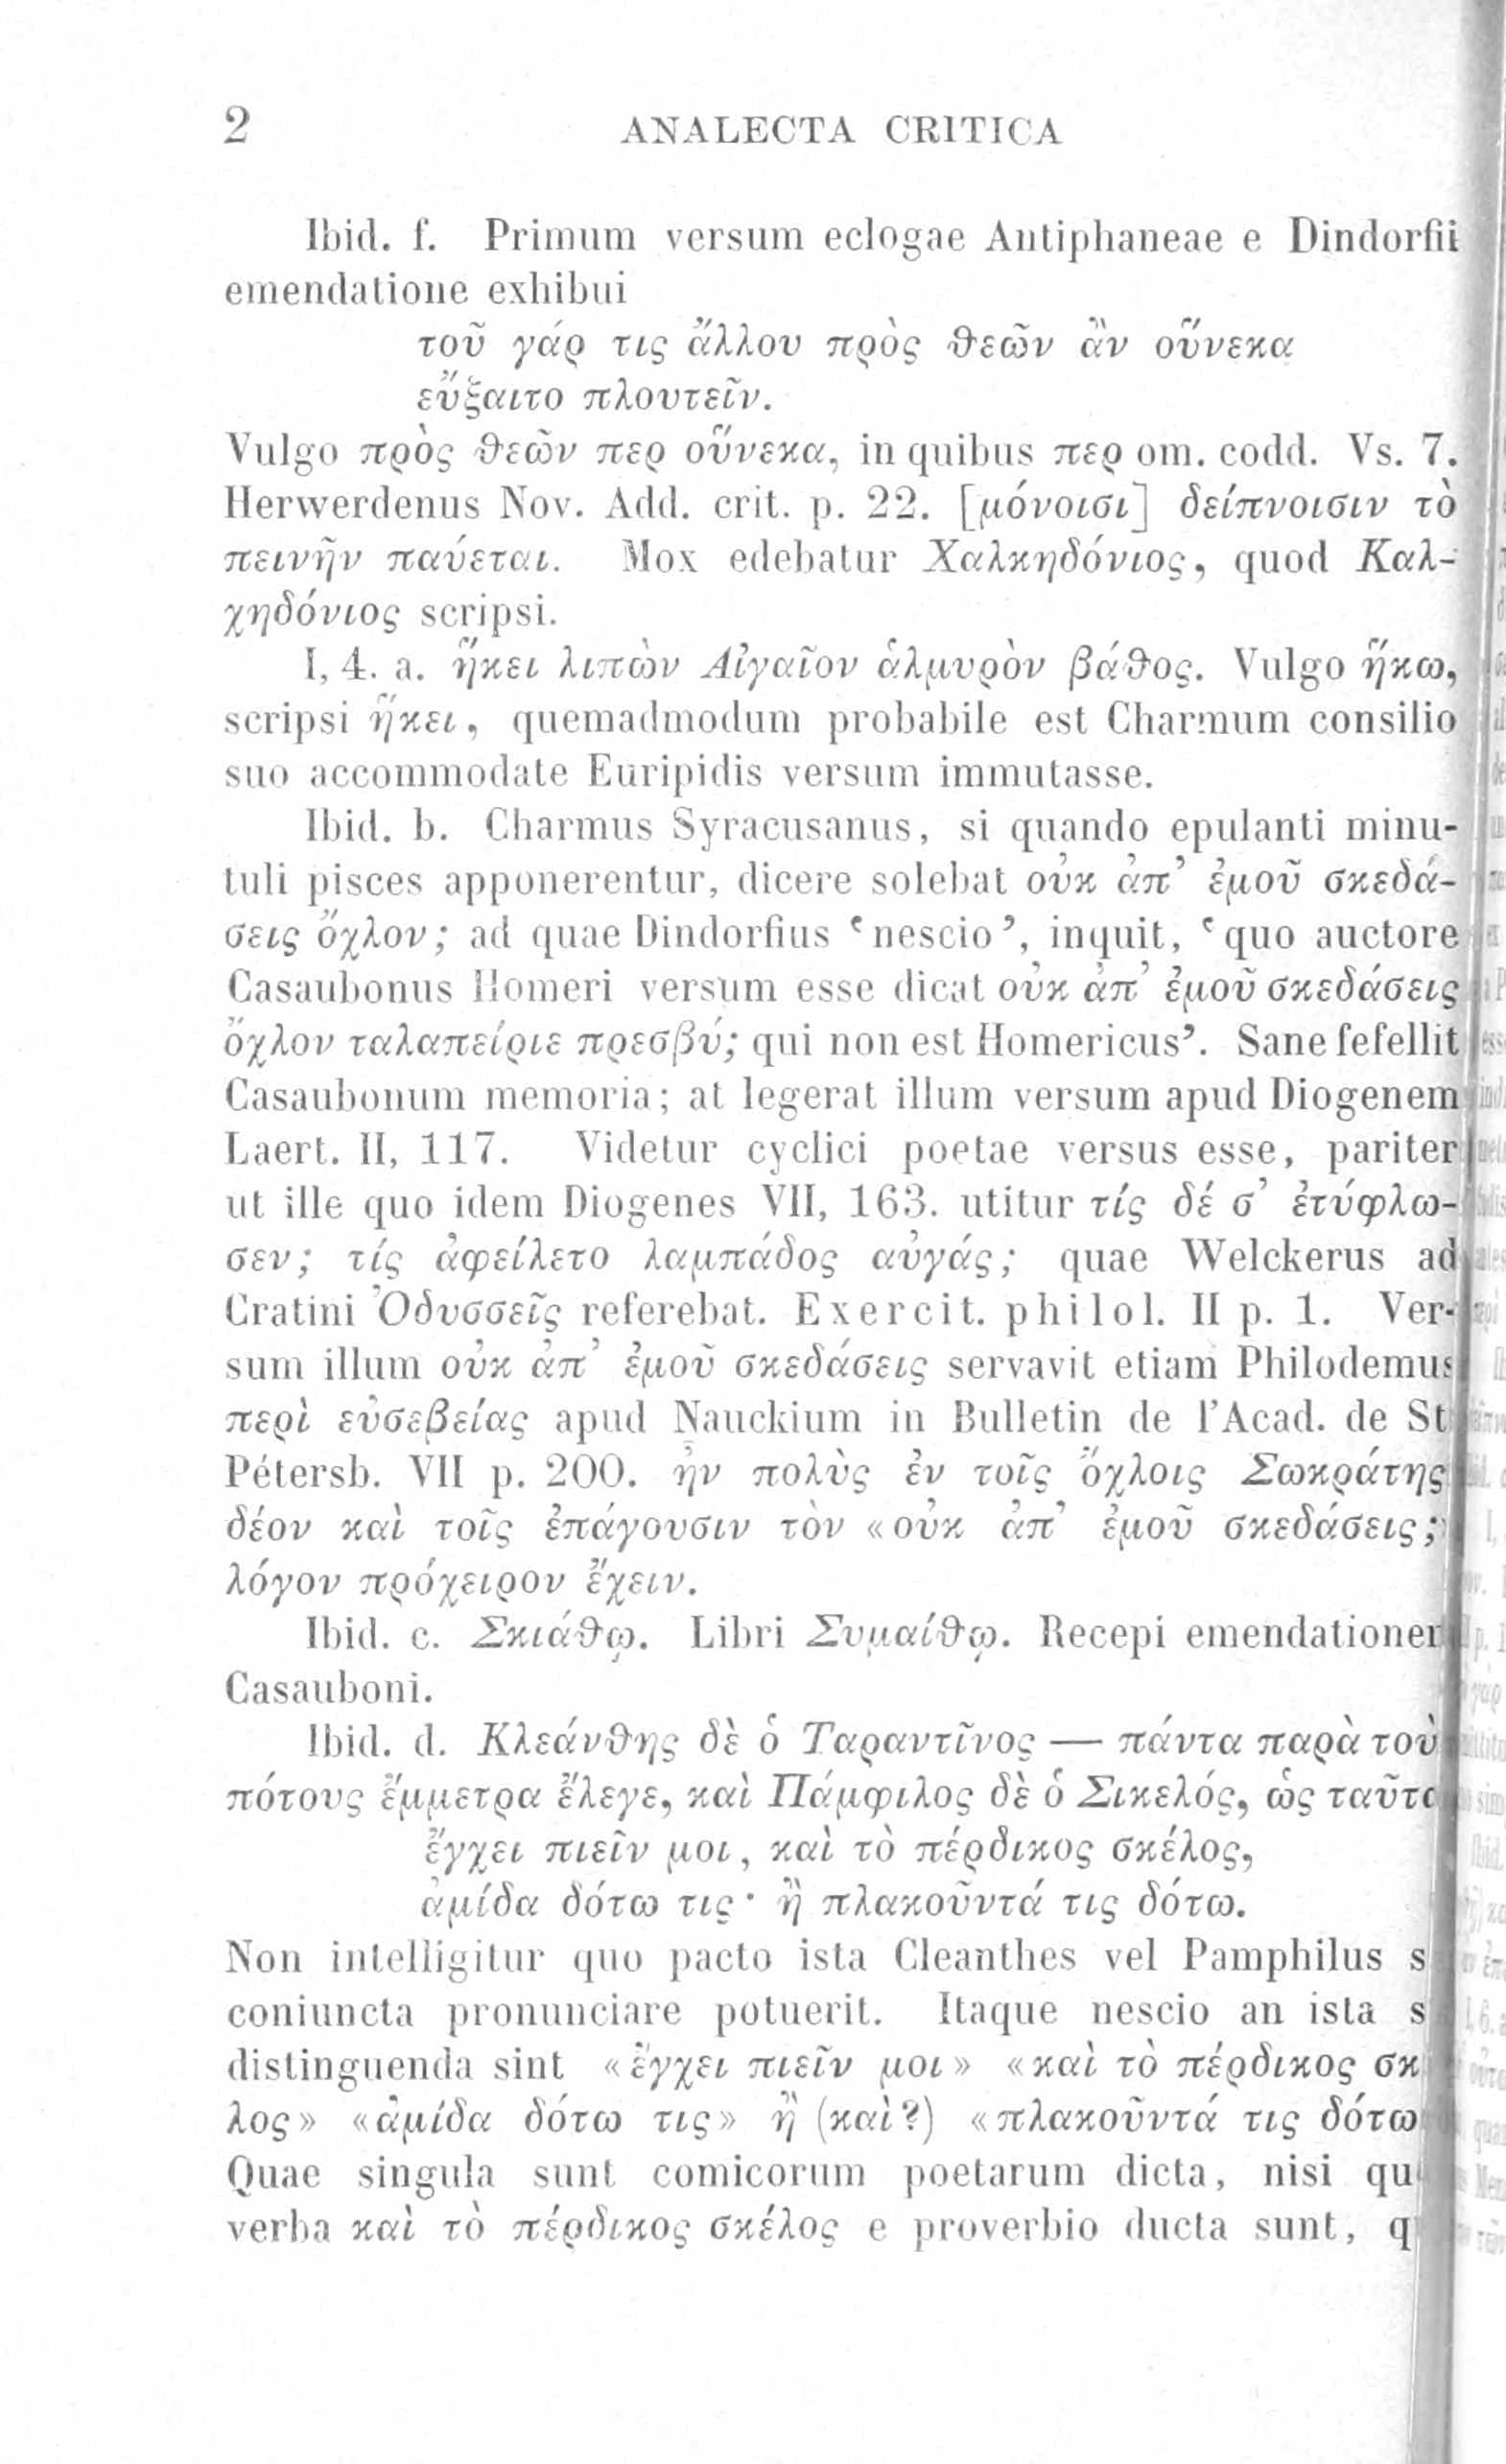 2 ANALECTA CRITICA
Ibid. f. Primum versum eclogae Antiphaneae e Dindorfii
emendatione exhibui
τοῦ γάρ τις ἄλλου πρὸς θεῶν ἂν οὕνεκα
εὔξαιτο πλουτεῖν.
Vulgo πρὸς θεῶν περ οὕνεκα, in quibus περ om. codd. Vs. 7.
Herwerdenus Nov. Add. crit. p. 22. [μόνοισι] δείπνοισιν τὸ
πεινῆν παύεται. Mox edebatur Χαλκηδόνιος, quod Καλ-
χηδόνιος scripsi.
I, 4. a. ἥκει λιπὼν Αἰγαῖον ἁλμυρὸν βάθος. Vulgo ἥκω,
scripsi ἥκει, quemadmodum probabile est Charmum consilio
suo accommodate Euripidis versum immutasse.
Ibid. b. Charmus Syracusanus, si quando epulanti minu-
tuli pisces apponerentur, dicere solebat οὐκ ἀπ’ ἐμοῦ σκεδά-
σεις ὄχλον; ad quae Dindorfius ‘nescio’, inquit, ‘quo auctore
Casaubonus Homeri versum esse dicat οὐκ ἀπ’ ἐμοῦ σκεδάσεις
ὄχλον ταλαπείριε πρεσβύ; qui non est Homericus’. Sane fefellit
Casaubonum memoria; at legerat illum versum apud Diogenem
Laert. II, 117. Videtur cyclici poetae versus esse, pariter
ut ille quo idem Diogenes VII, 163. utitur τίς δέ σ’ ἐτύφλω-
σεν; τίς ἀφείλετο λαμπάδος αὐγάς; quae Welckerus ad
Cratini Ὀδυσσεῖς referebat. Exercit. philol. II p. 1. Ver-
sum illum οὐκ ἀπ’ ἐμοῦ σκεδάσεις servavit etiam Philodemus
περὶ εὐσεβείας apud Nauckium in Bulletin de l’Acad. de St
Pétersb. VII p. 200. ἦν πολὺς ἐν τοῖς ὄχλοις Σωκράτης
δέον καὶ τοῖς ἐπάγουσιν τὸν «οὐκ ἀπ’ ἐμοῦ σκεδάσεις;
λόγον πρόχειρον ἔχειν.
Ibid. c. Σκιάθῳ. Libri Συμαίθῳ. Recepi emendationem
Casauboni.
Ibid. d. Κλεάνθης δὲ ὁ Ταραντῖνος — πάντα παρὰ τοὺ
πότους ἔμμετρα ἔλεγε, καὶ Πάμφιλος δὲ ὁ Σικελός, ὡς ταῦτα
ἔγχει πιεῖν μοι, καὶ τὸ πέρδικος σκέλος,
ἀμίδα δότω τις· ἢ πλακοῦντά τις δότω.
Non intelligitur quo pacto ista Cleanthes vel Pamphilus s
coniuncta pronunciare potuerit. Itaque nescio an ista s
distinguenda sint «ἔγχει πιεῖν μοι» «καὶ τὸ πέρδικος σκ
λος» «ἀμίδα δότω τις» ἢ (καὶ?) «πλακοῦντά τις δότω
Quae singula sunt comicorum poetarum dicta, nisi qu
verba καὶ τὸ πέρδικος σκέλος e proverbio ducta sunt, q